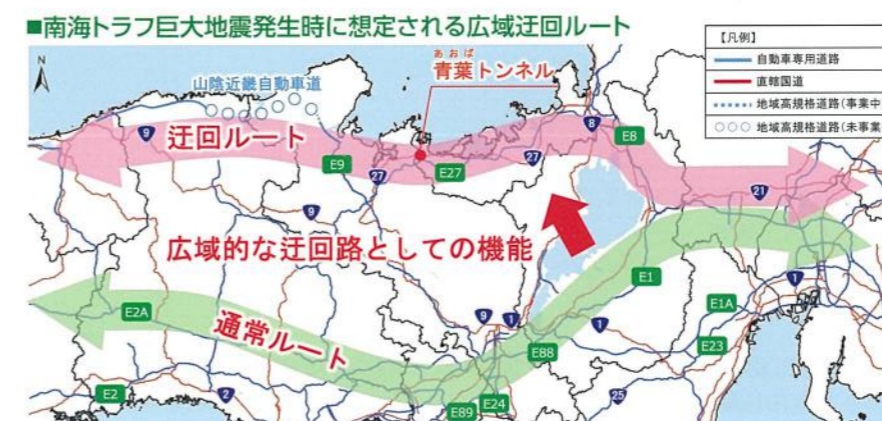 ■南海トラフ巨大地震発生時に想定される広域迂回ルート
【凡例】
自動車専用道路
直轄国道
地域高規格道路(事業中
地域高規格道路(未事業
N
山陰近畿自動車道
あおば
青葉トンネル
9
迂回ルート
E9
27
E27
27
8
E8
21
9
広域的な迂回路としての機能
E1
1
E2A
通常ルート
9
1
1
E1A
E88
E23
E2
2
E89
E24
25